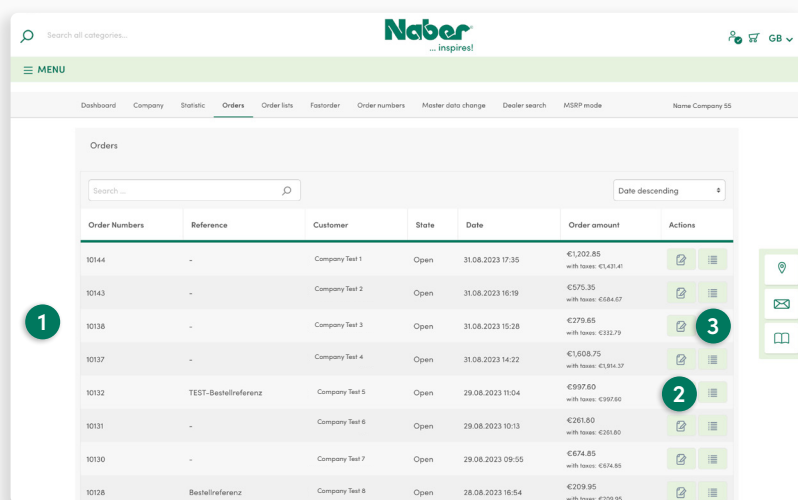 Search all categories...
Naber
... inspires!
GB
MENU
Dashboard Company Statistic Orders Order lists Fastorder Order numbers Master data change Dealer search MSRP mode Name Company 55
Orders
Search ... Date descending
Order Numbers Reference Customer State Date Order amount Actions
10144 - Company Test 1 Open 31.08.2023 17:35 €1,202.85
with taxes: €1,431.41
10143 - Company Test 2 Open 31.08.2023 16:19 €575.35
with taxes: €684.67
1 10138 - Company Test 3 Open 31.08.2023 15:28 €279.65 3
with taxes: €332.79
10137 - Company Test 4 Open 31.08.2023 14:22 €1,608.75
with taxes: €1,914.37
10132 TEST-Bestellreferenz Company Test 5 Open 29.08.2023 11:04 €997.60 2
with taxes: €997.60
10131 - Company Test 6 Open 29.08.2023 10:13 €261.80
with taxes: €261.80
10130 - Company Test 7 Open 29.08.2023 09:55 €674.85
with taxes: €674.85
10128 Bestellreferenz Company Test 8 Open 28.08.2023 16:54 €209.95
with taxes: €209.95